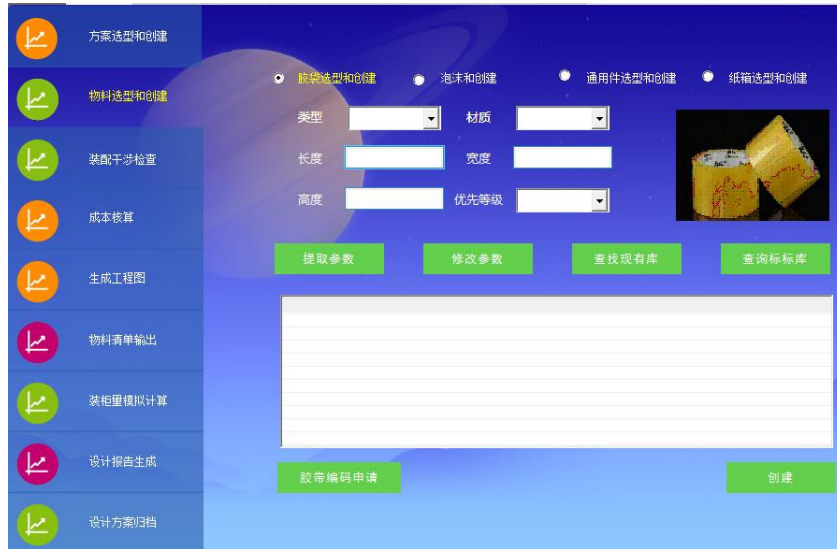 方案选型和创建
物料选型和创建
装配干涉检查
成本核算
生成工程图
物料清单输出
装柜量模拟计算
设计报告生成
设计方案归档
胶袋选型和创建 泡沫和创建 通用件选型和创建 纸箱选型和创建
类型 材质
长度 宽度
高度 优先等级
提取参数 修改参数 查找现有库 查询标标库
胶带编码申请 创建